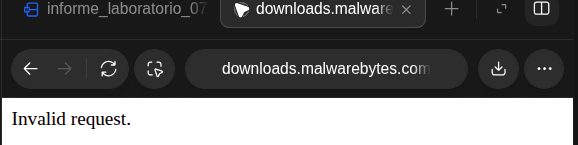 informe_laboratorio_07
downloads.malware
downloads.malwarebytes.com
Invalid request.